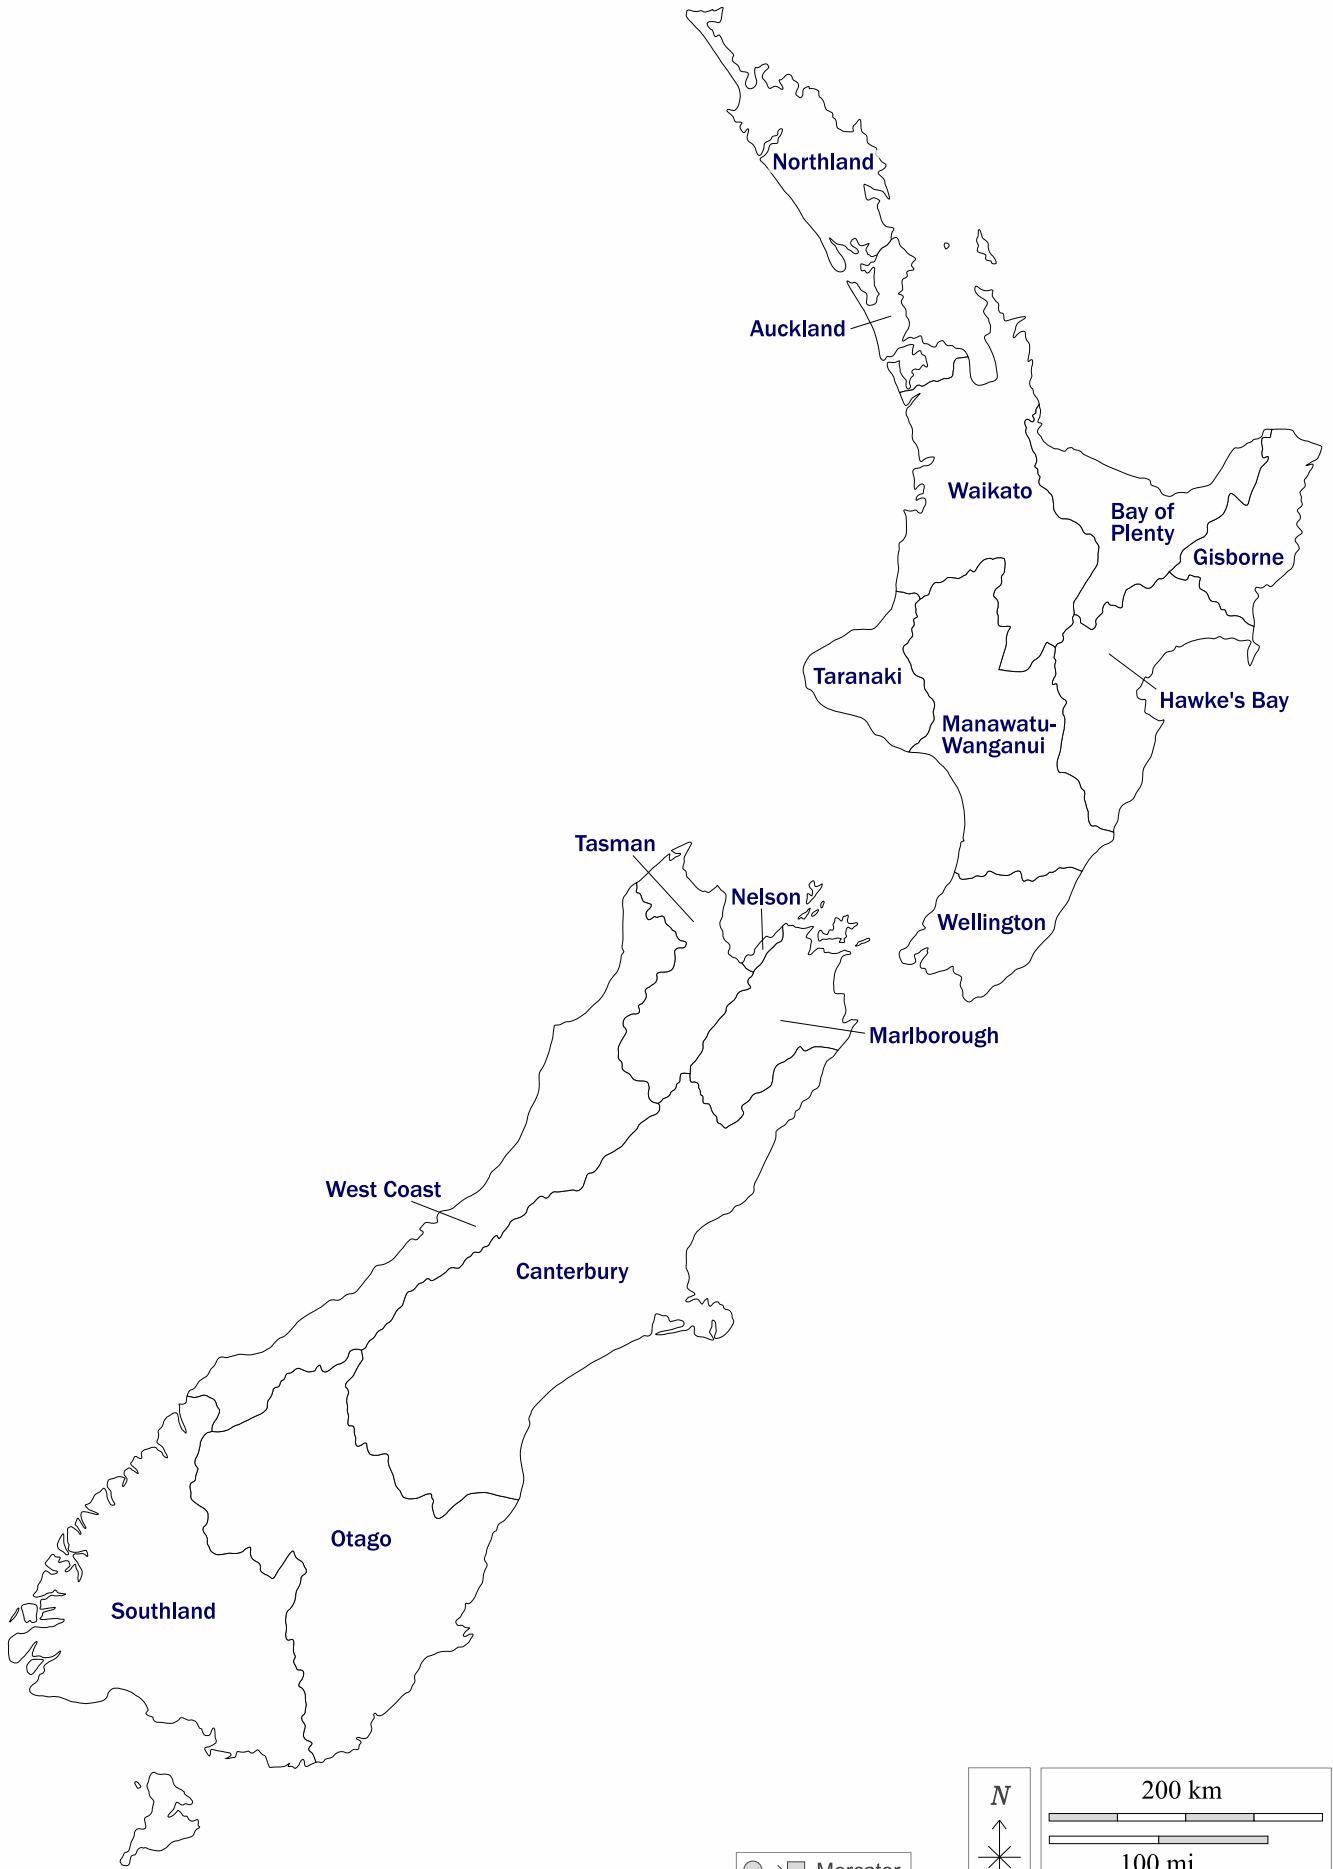 Northland
Auckland
Waikato
Bay of
Plenty
Gisborne
Taranaki
Hawke's Bay
Manawatu-
Wanganui
Tasman
Nelson
Wellington
Marlborough
West Coast
Canterbury
Otago
Southland
N
200 km
100 mi
Mercator